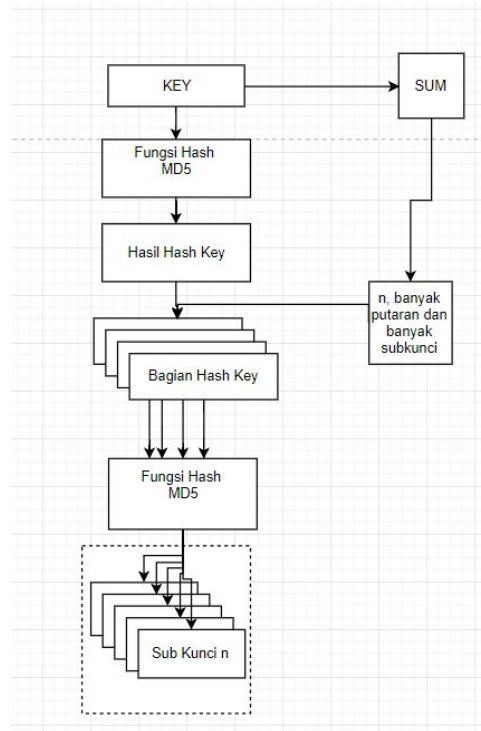 KEY
SUM
Fungsi Hash
MD5
Hasil Hash Key
n, banyak
putaran dan
banyak
subkunci
Bagian Hash Key
Fungsi Hash
MD5
Sub Kunci n